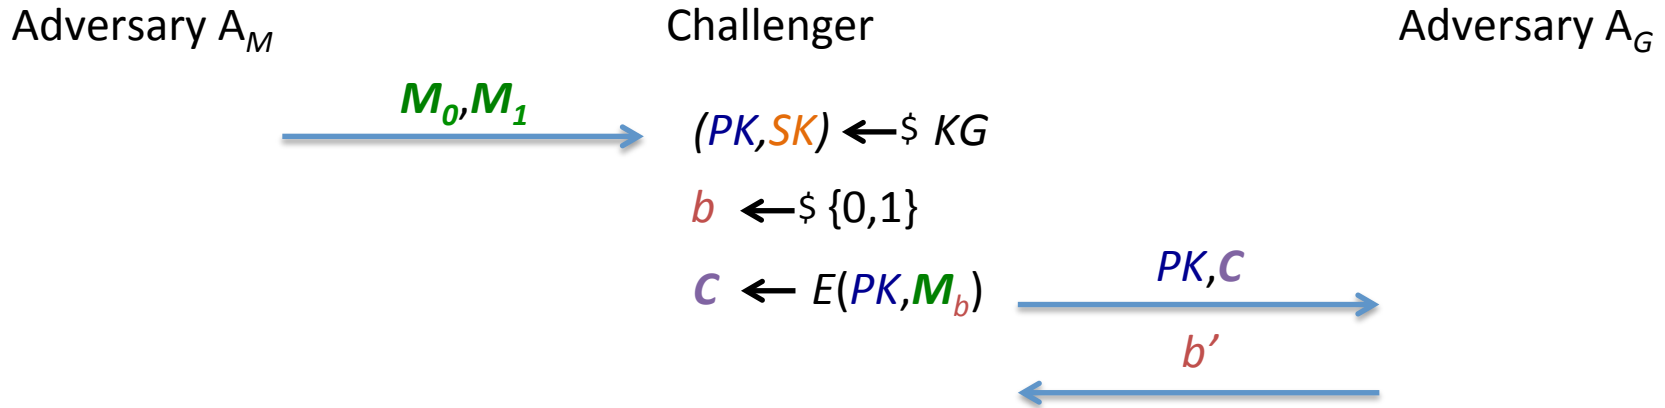 Adversary A_M Challenger Adversary A_G
M_0,M_1
(PK,SK) ←$ KG
b ←$ {0,1}
PK,C
C ← E(PK,M_b)
b’